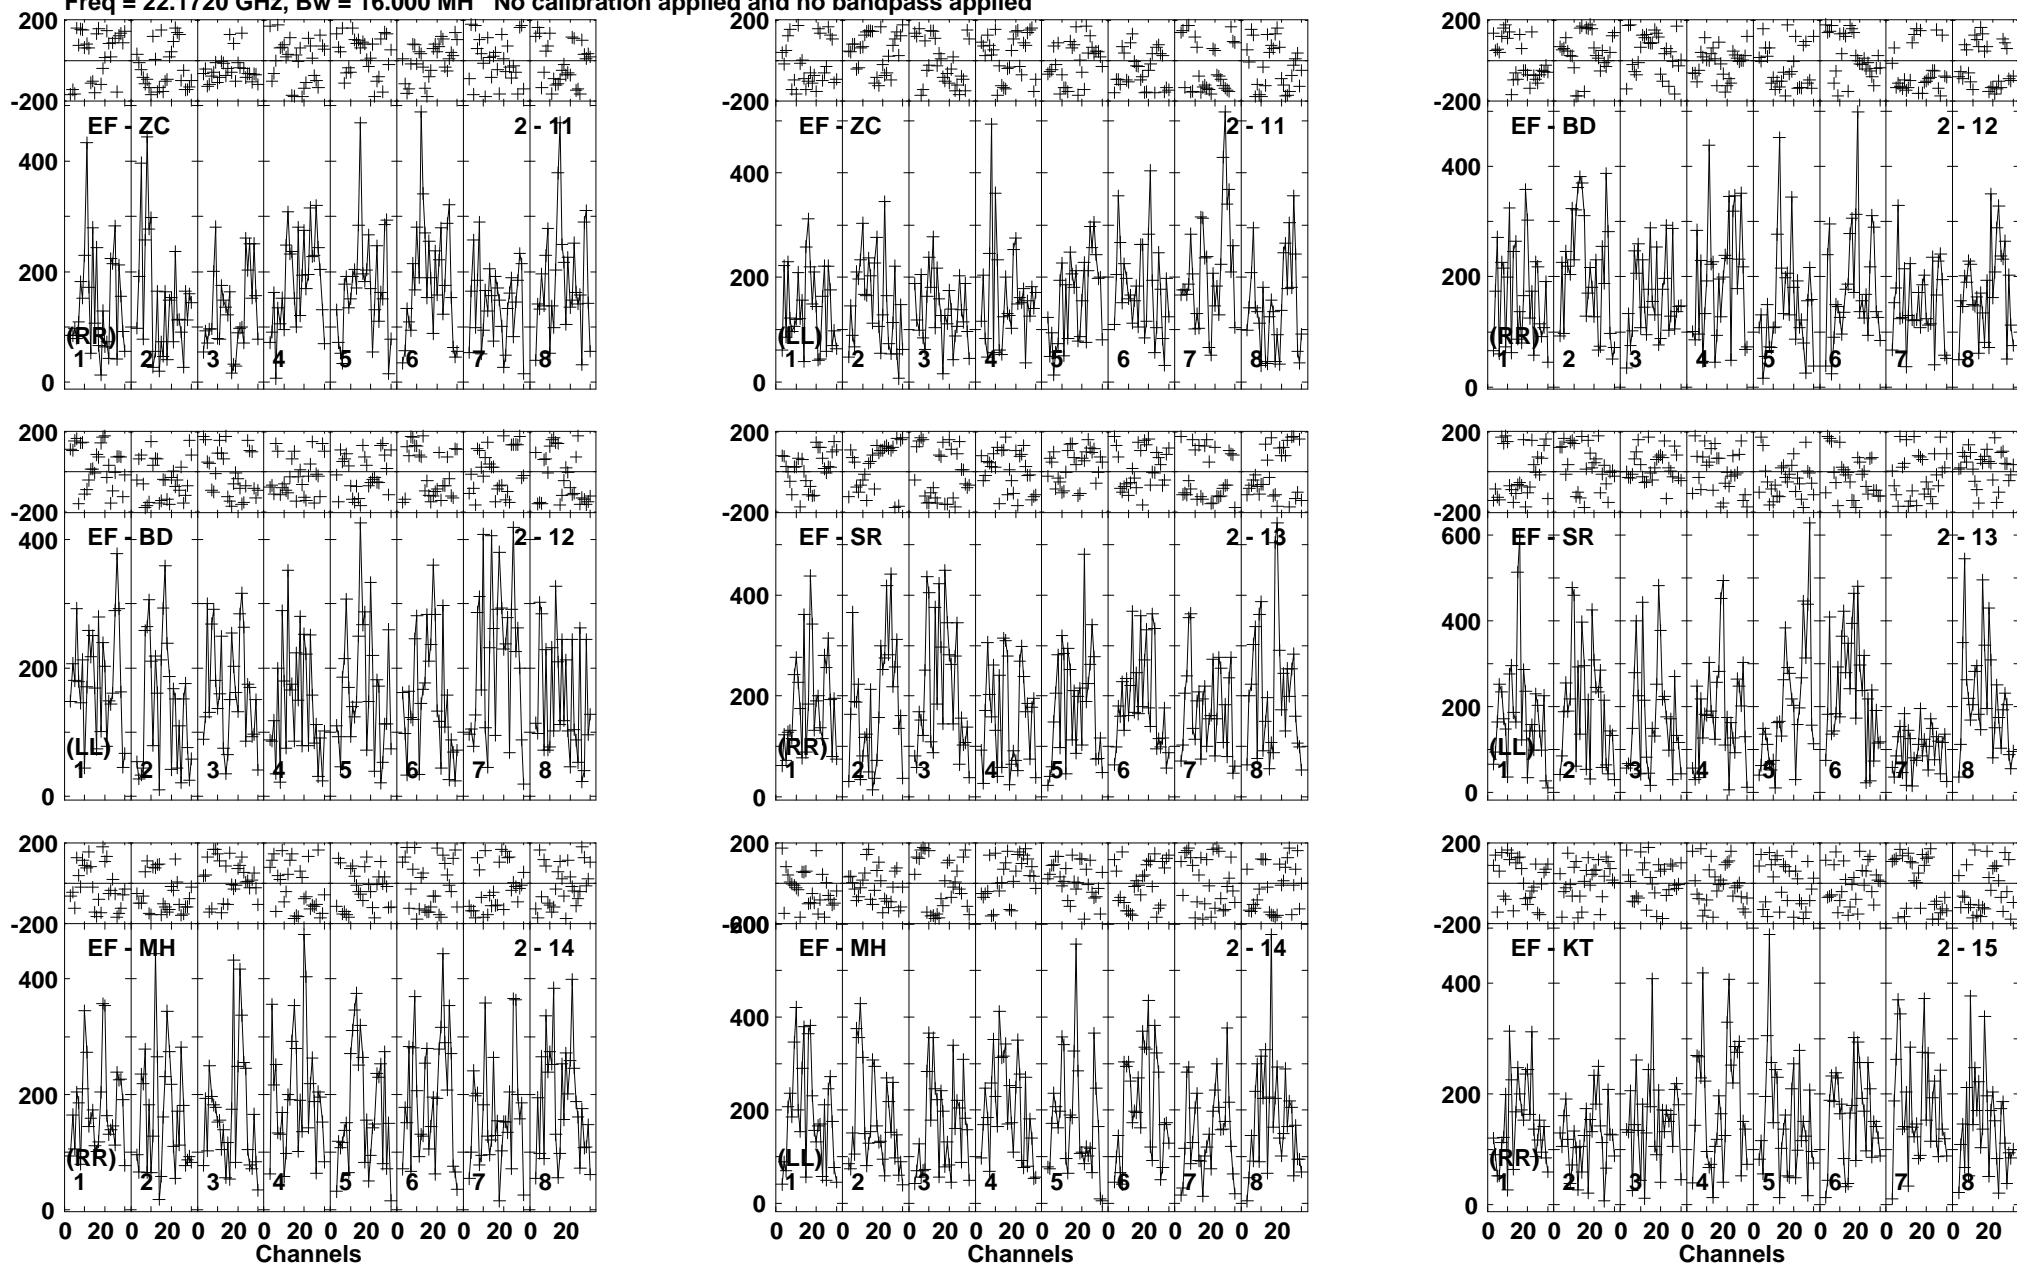 Freq = 22.1720 GHz, Bw = 16.000 MH No calibration applied and no bandpass applied
200 200 200
-200 -200 -200
EF - ZC 2 - 11 EF - ZC 2 - 11 EF - BD 2 - 12
400 400 400
200 200 200
(RR) (LL) (RR)
1 2 3 4 5 6 7 8 1 2 3 4 5 6 7 8 1 2 3 4 5 6 7 8
0 0 0
200 200 200
-200 -200 -200
EF - BD 2 - 12 EF - SR 2 - 13 EF - SR 2 - 13
400 400 600
400
200 200 200
(LL) (RR) (LL)
1 2 3 4 5 6 7 8 1 2 3 4 5 6 7 8 1 2 3 4 5 6 7 8
0 0 0
200 200 200
-200 -200 -200
600
EF - MH 2 - 14 EF - MH 2 - 14 EF - KT 2 - 15
400 400 400
200 200 200
(RR) (LL) (RR)
1 2 3 4 5 6 7 8 1 2 3 4 5 6 7 8 1 2 3 4 5 6 7 8
0 0 0
0 20 0 20 0 20 0 20 0 20 0 20 0 20 0 20 0 20 0 20 0 20 0 20 0 20 0 20 0 20 0 20 0 20 0 20 0 20 0 20 0 20 0 20 0 20 0 20
Channels Channels Channels